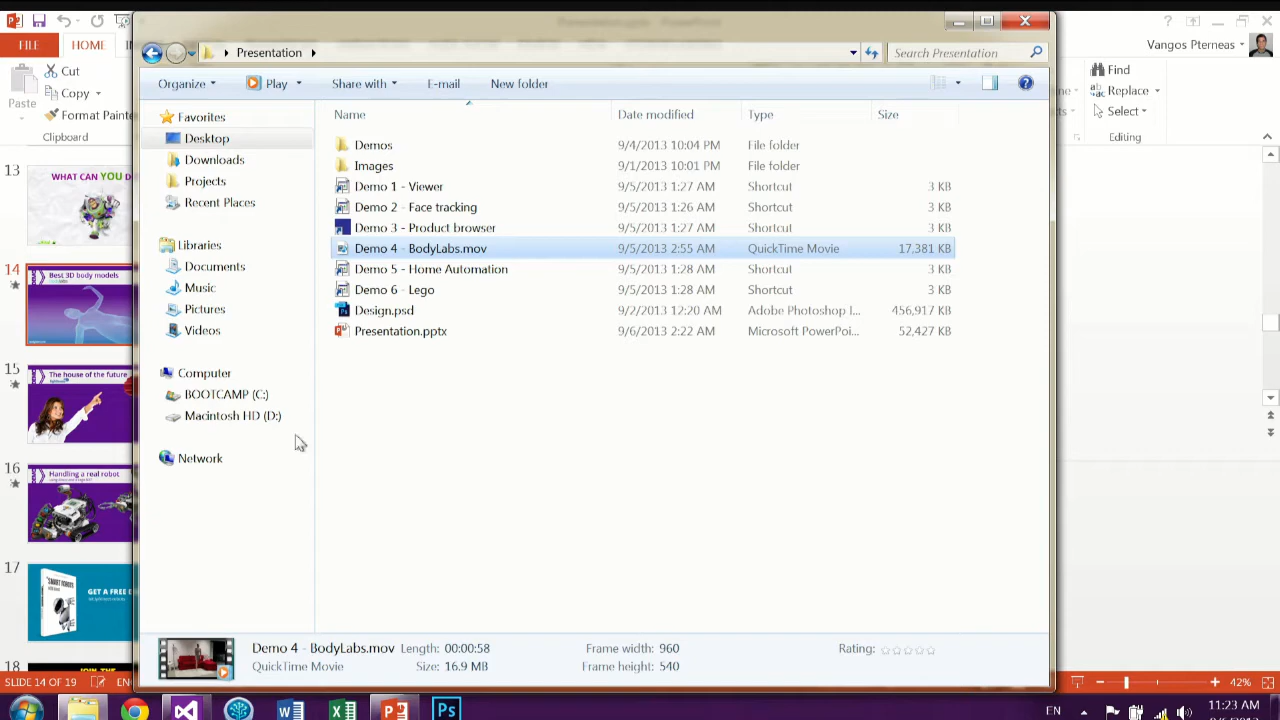 Presentation.pptx - PowerPoint
FILE
HOME
Vangos Pterneas
Presentation
Search Presentation
Cut
Copy
Paste
Format Painte
Clipboard
Find
Replace
Select
Editing
Organize
Play
Share with
E-mail
New folder
Name Date modified Type Size
Favorites
Desktop
Downloads
Projects
Recent Places
Libraries
Documents
Music
Pictures
Videos
Computer
BOOTCAMP (C:)
Macintosh HD (D:)
Network
Demos 9/4/2013 10:04 PM File folder
Images 9/1/2013 10:01 PM File folder
Demo 1 - Viewer 9/5/2013 1:27 AM Shortcut 3 KB
Demo 2 - Face tracking 9/5/2013 1:26 AM Shortcut 3 KB
Demo 3 - Product browser 9/5/2013 1:27 AM Shortcut 3 KB
Demo 4 - BodyLabs.mov 9/5/2013 2:55 AM QuickTime Movie 17,381 KB
Demo 5 - Home Automation 9/5/2013 1:28 AM Shortcut 3 KB
Demo 6 - Lego 9/5/2013 1:28 AM Shortcut 3 KB
Design.psd 9/2/2013 12:20 AM Adobe Photoshop I... 456,917 KB
Presentation.pptx 9/6/2013 2:22 AM Microsoft PowerPoi... 52,427 KB
13
WHAT CAN YOU D
14
Best 3D body models
15
The house of the future
16
Handling a real robot
17
GET A FREE E
18
JOIN THE
Demo 4 - BodyLabs.mov Length: 00:00:58 Frame width: 960 Rating:
QuickTime Movie Size: 16.9 MB Frame height: 540
SLIDE 14 OF 19
EN
42%
EN
11:23 AM